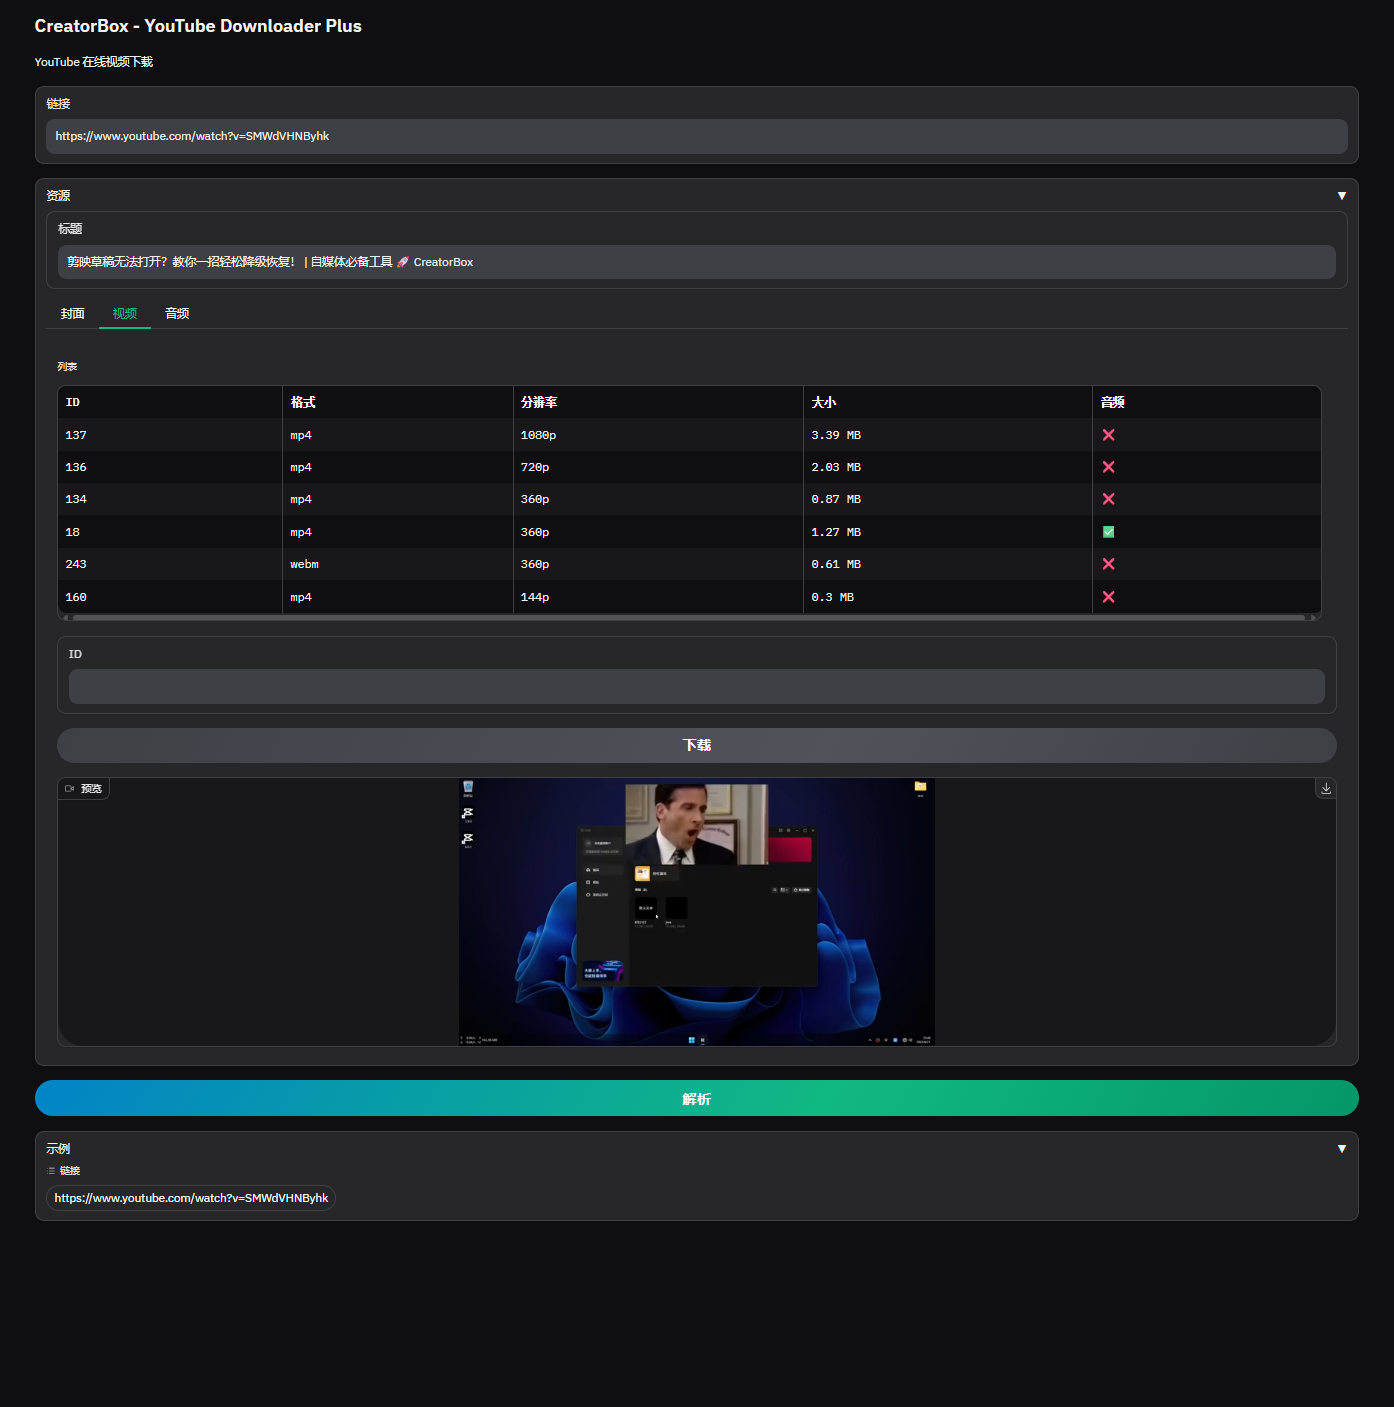 CreatorBox - YouTube Downloader Plus
YouTube 在线视频下载
链接
https://www.youtube.com/watch?v=SMWdVHNByhk
资源 ▼
标题
剪映草稿无法打开？教你一招轻松降级恢复！ | 自媒体必备工具 🚀 CreatorBox
封面 视频 音频
列表
ID 格式 分辨率 大小 音频
137 mp4 1080p 3.39 MB ❌
136 mp4 720p 2.03 MB ❌
134 mp4 360p 0.87 MB ❌
18 mp4 360p 1.27 MB ✅
243 webm 360p 0.61 MB ❌
160 mp4 144p 0.3 MB ❌
ID
下载
预览
解析
示例 ▼
链接
https://www.youtube.com/watch?v=SMWdVHNByhk